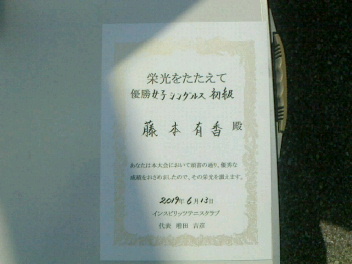 栄光をたたえて
優勝 女子シングルス 初級
藤本有香 殿
あなたは本大会において頭書の通り、優秀な
成績をおさめましたので、その栄光を讃えます。
2019年6月13日
インスピリッツテニスクラブ
代表